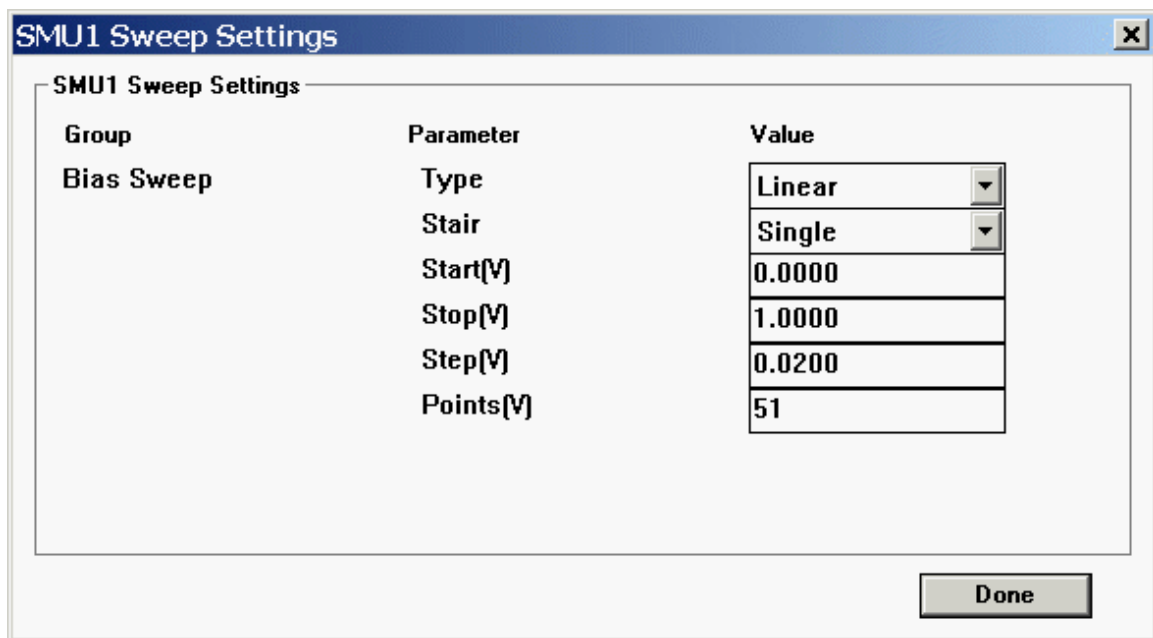 SMU1 Sweep Settings
SMU1 Sweep Settings
Group Parameter Value
Bias Sweep Type Linear
Stair Single
Start(V) 0.0000
Stop(V) 1.0000
Step(V) 0.0200
Points(V) 51
Done